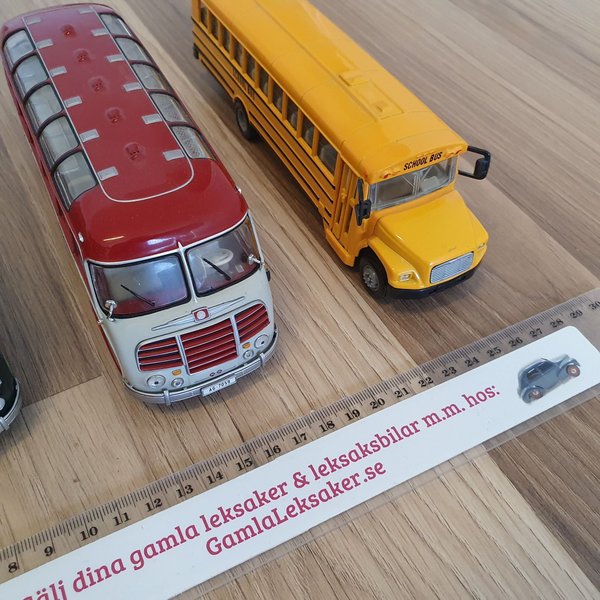 SCHOOL BUS
8 9 10 11 12 13 14 15 16 17 18 19 20 21 22 23 24 25 26 27 28 29 30
Sälj dina gamla leksaker & leksaksbilar m.m. hos:
GamlaLeksaker.se